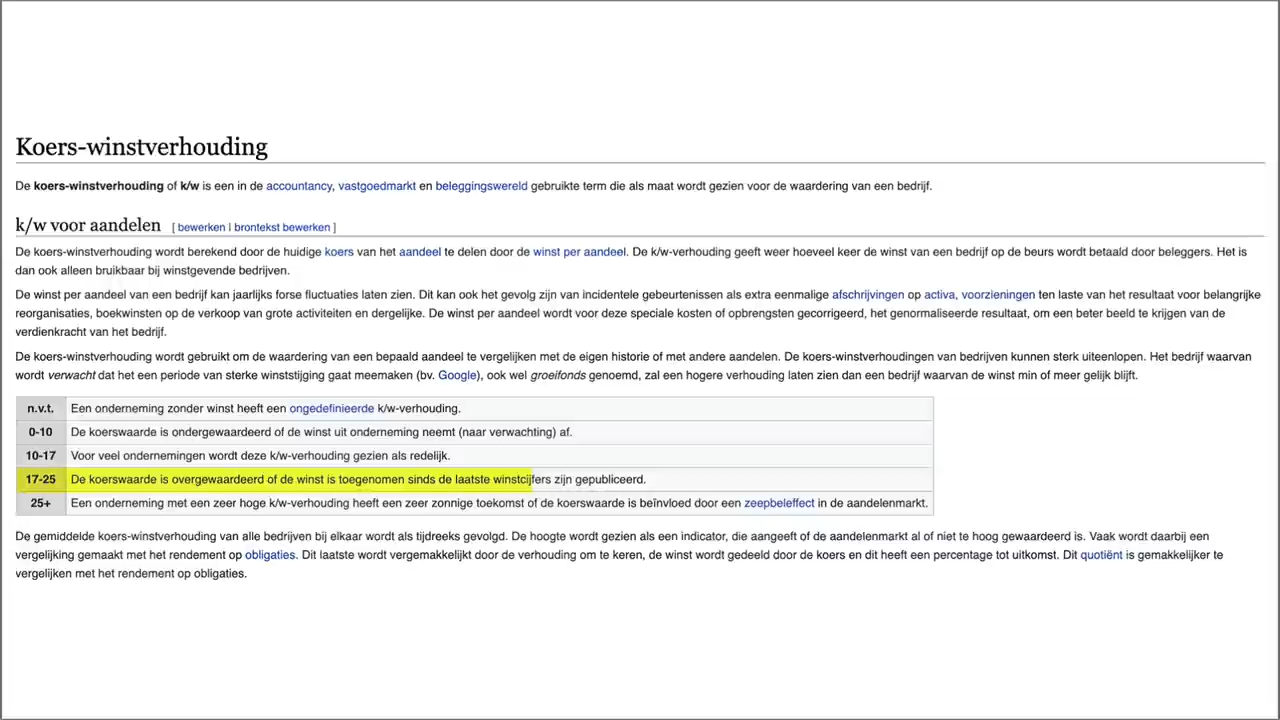 Koers-winstverhouding
De koers-winstverhouding of k/w is een in de accountancy, vastgoedmarkt en beleggingswereld gebruikte term die als maat wordt gezien voor de waardering van een bedrijf.
k/w voor aandelen [ bewerken | brontekst bewerken ]
De koers-winstverhouding wordt berekend door de huidige koers van het aandeel te delen door de winst per aandeel. De k/w-verhouding geeft weer hoeveel keer de winst van een bedrijf op de beurs wordt betaald door beleggers. Het is
dan ook alleen bruikbaar bij winstgevende bedrijven.
De winst per aandeel van een bedrijf kan jaarlijks forse fluctuaties laten zien. Dit kan ook het gevolg zijn van incidentele gebeurtenissen als extra eenmalige afschrijvingen op activa, voorzieningen ten laste van het resultaat voor belangrijke
reorganisaties, boekwinsten op de verkoop van grote activiteiten en dergelijke. De winst per aandeel wordt voor deze speciale kosten of opbrengsten gecorrigeerd, het genormaliseerde resultaat, om een beter beeld te krijgen van de
verdienkracht van het bedrijf.
De koers-winstverhouding wordt gebruikt om de waardering van een bepaald aandeel te vergelijken met de eigen historie of met andere aandelen. De koers-winstverhoudingen van bedrijven kunnen sterk uiteenlopen. Het bedrijf waarvan
wordt verwacht dat het een periode van sterke winststijging gaat meemaken (bv. Google), ook wel groeifonds genoemd, zal een hogere verhouding laten zien dan een bedrijf waarvan de winst min of meer gelijk blijft.
n.v.t. Een onderneming zonder winst heeft een ongedefinieerde k/w-verhouding.
0-10 De koerswaarde is ondergewaardeerd of de winst uit onderneming neemt (naar verwachting) af.
10-17 Voor veel ondernemingen wordt deze k/w-verhouding gezien als redelijk.
17-25 De koerswaarde is overgewaardeerd of de winst is toegenomen sinds de laatste winstcijfers zijn gepubliceerd.
25+ Een onderneming met een zeer hoge k/w-verhouding heeft een zeer zonnige toekomst of de koerswaarde is beïnvloed door een zeepbeleffect in de aandelenmarkt.
De gemiddelde koers-winstverhouding van alle bedrijven bij elkaar wordt als tijdreeks gevolgd. De hoogte wordt gezien als een indicator, die aangeeft of de aandelenmarkt al of niet te hoog gewaardeerd is. Vaak wordt daarbij een
vergelijking gemaakt met het rendement op obligaties. Dit laatste wordt vergemakkelijkt door de verhouding om te keren, de winst wordt gedeeld door de koers en dit heeft een percentage tot uitkomst. Dit quotiënt is gemakkelijker te
vergelijken met het rendement op obligaties.